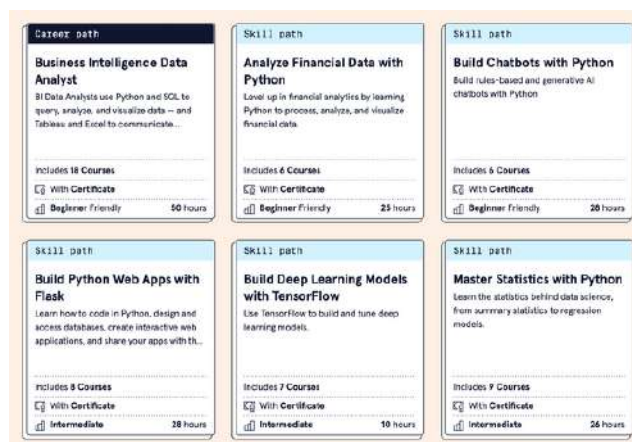 Career path
Business Intelligence Data
Analyst
BI Data Analysts use Python and SQL to
query, analyze, and visualize data — and
Tableau and Excel to communicate...
Includes 18 Courses
With Certificate
Beginner Friendly 50 hours
Skill path
Analyze Financial Data with
Python
Level up in financial analytics by learning
Python to process, analyze, and visualize
financial data.
Includes 6 Courses
With Certificate
Beginner Friendly 25 hours
Skill path
Build Chatbots with Python
Build rules-based and generative AI
chatbots with Python
Includes 6 Courses
With Certificate
Beginner Friendly 28 hours
Skill path
Build Python Web Apps with
Flask
Learn how to code in Python, design and
access databases, create interactive web
applications, and share your apps with th...
Includes 8 Courses
With Certificate
Intermediate 28 hours
Skill path
Build Deep Learning Models
with TensorFlow
Use TensorFlow to build and tune deep
learning models.
Includes 7 Courses
With Certificate
Intermediate 10 hours
Skill path
Master Statistics with Python
Learn the statistics behind data science,
from summary statistics to regression
models.
Includes 9 Courses
With Certificate
Intermediate 26 hours